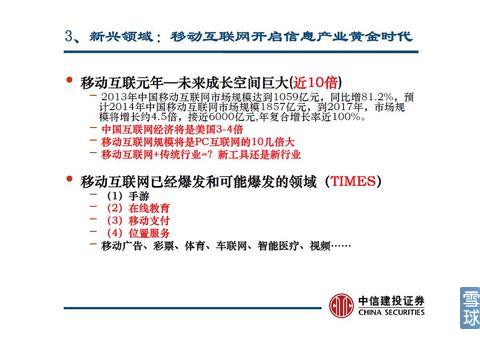 3、新兴领域：移动互联网开启信息产业黄金时代
移动互联元年—未来成长空间巨大(近10倍)
2013年中国移动互联网市场规模达到1059亿元，同比增81.2%，预
计2014年中国移动互联网市场规模1857亿元，到2017年，市场规
模将增长约4.5倍，接近6000亿元,年复合增长率近100%。
中国互联网经济将是美国3-4倍
移动互联网规模将是PC互联网的10几倍大
移动互联网+传统行业=？新工具还是新行业
移动互联网已经爆发和可能爆发的领域（TIMES）
（1）手游
（2）在线教育
（3）移动支付
（4）位置服务
移动广告、彩票、体育、车联网、智能医疗、视频……
中信建投证券
CHINA SECURITIES
雪球